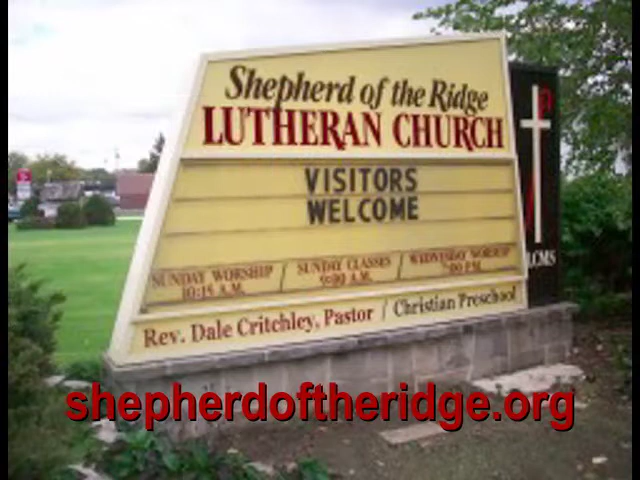 Shepherd of the Ridge
LUTHERAN CHURCH
VISITORS
WELCOME
SUNDAY WORSHIP
10:15 A.M.
SUNDAY CLASSES
9:00 A.M.
WEDNESDAY WORSHIP
7:00 P.M.
LCMS
Rev. Dale Critchley, Pastor / Christian Preschool
shepherdoftheridge.org